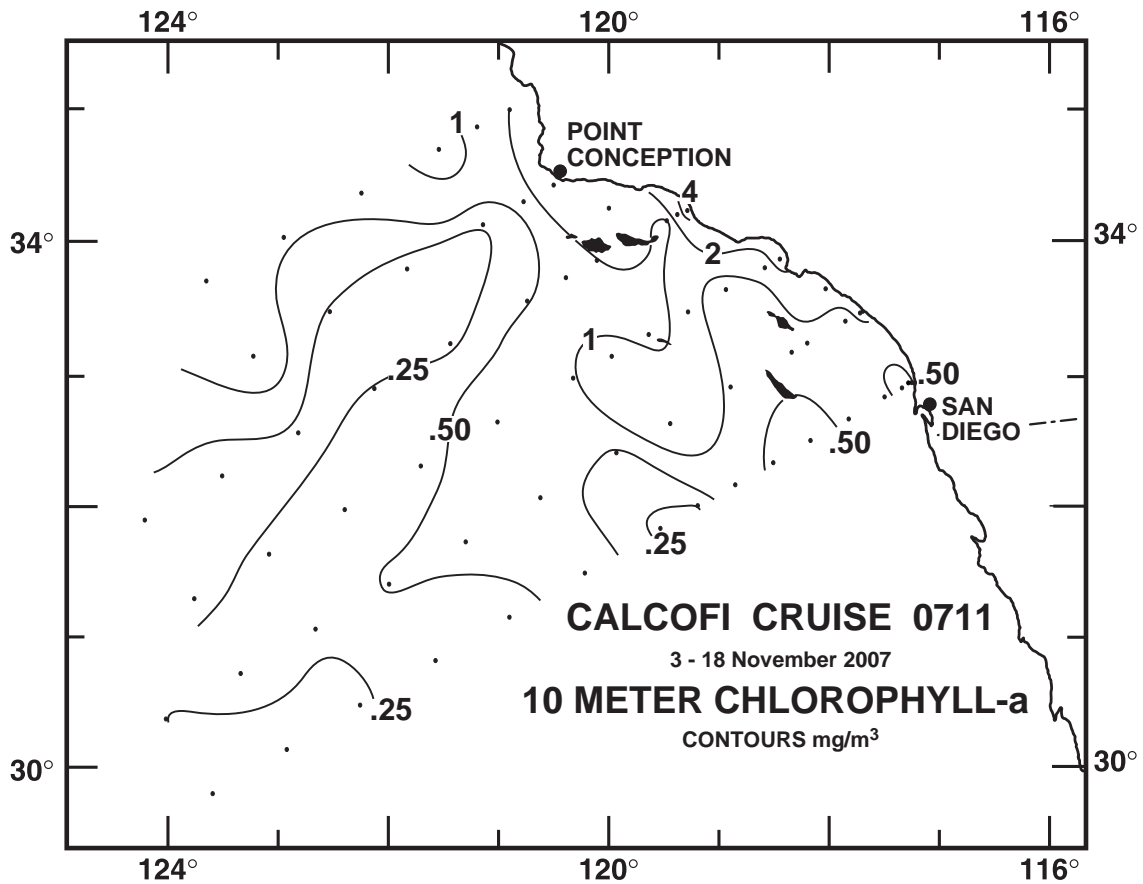 124° 120° 116°
1
POINT
CONCEPTION
4
34° 34°
2
1
.25
.50
.50
SAN
DIEGO
.50
.25
CALCOFI CRUISE 0711
3 - 18 November 2007
10 METER CHLOROPHYLL-a
.25
CONTOURS mg/m³
30° 30°
124° 120° 116°